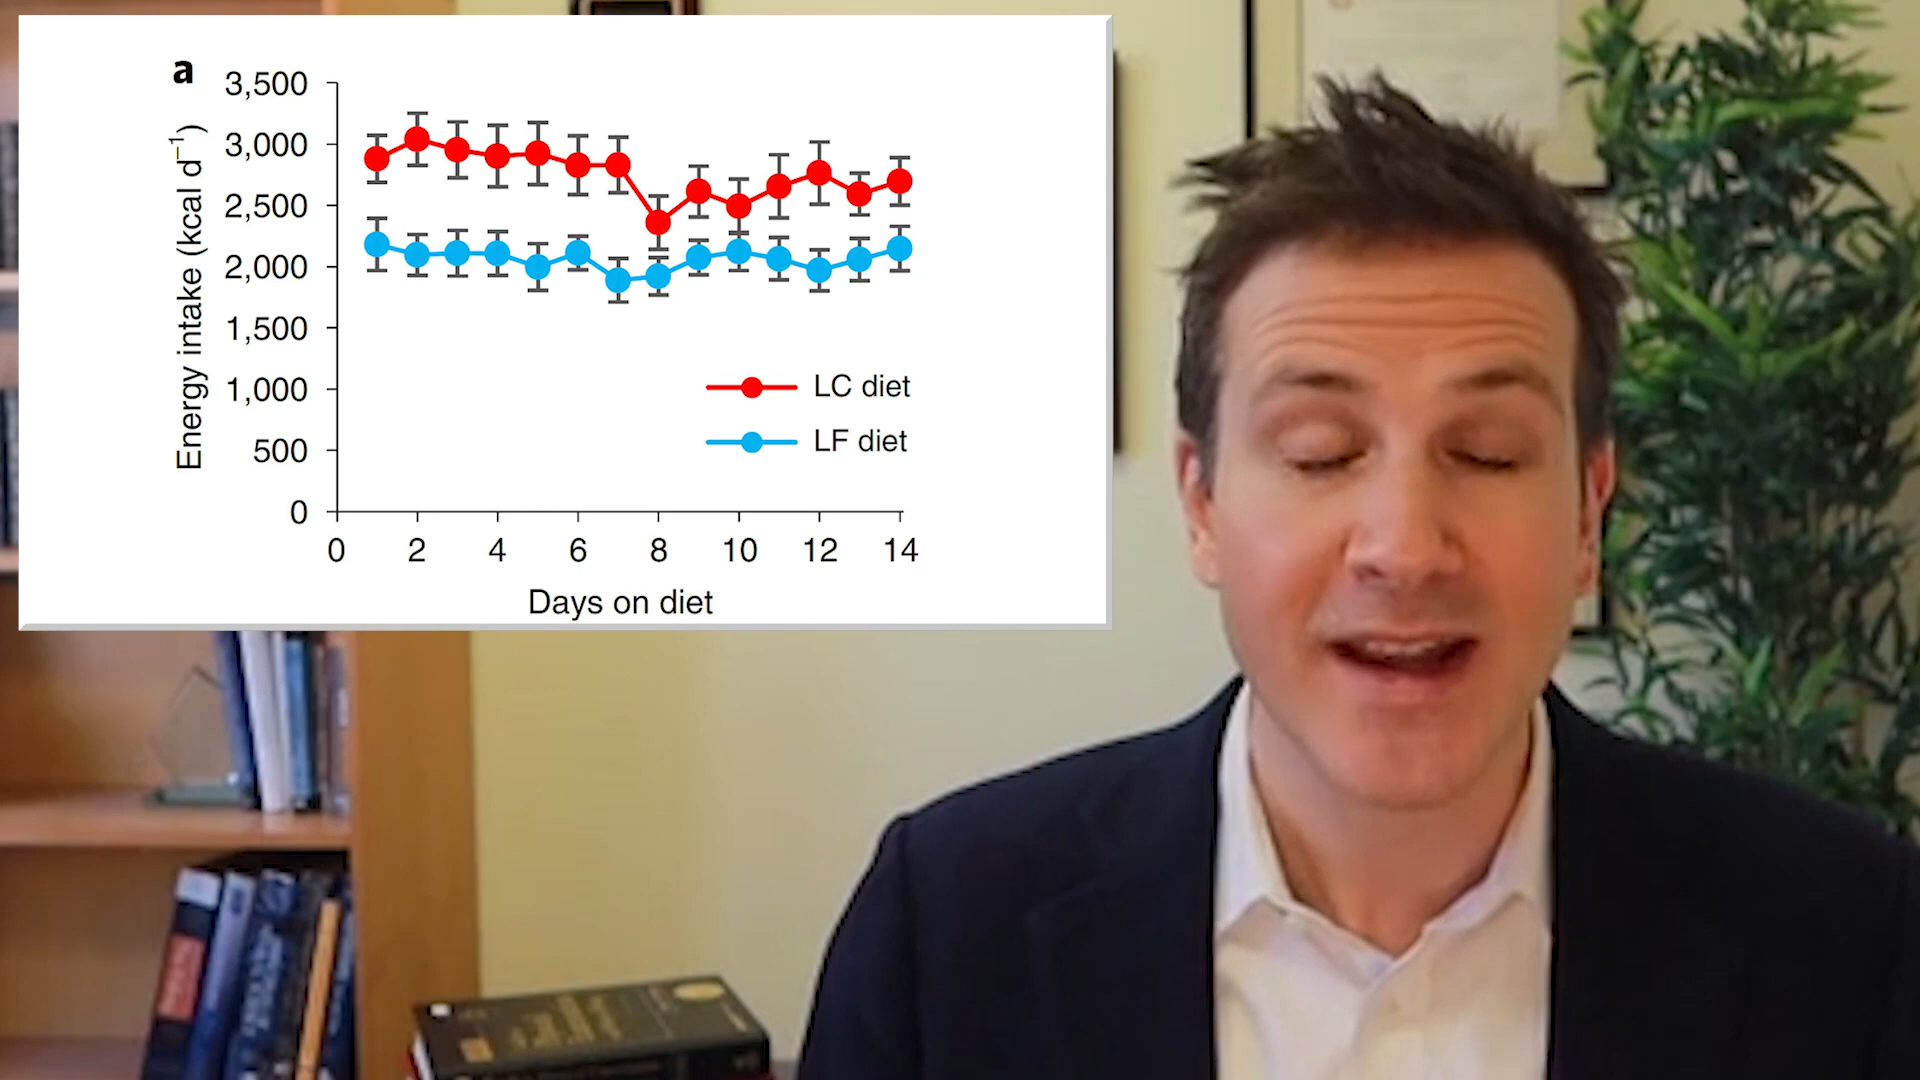 a
3,500
3,000
2,500
2,000
1,500
1,000
500
0
Energy intake (kcal d⁻¹)
0 2 4 6 8 10 12 14
Days on diet
LC diet
LF diet